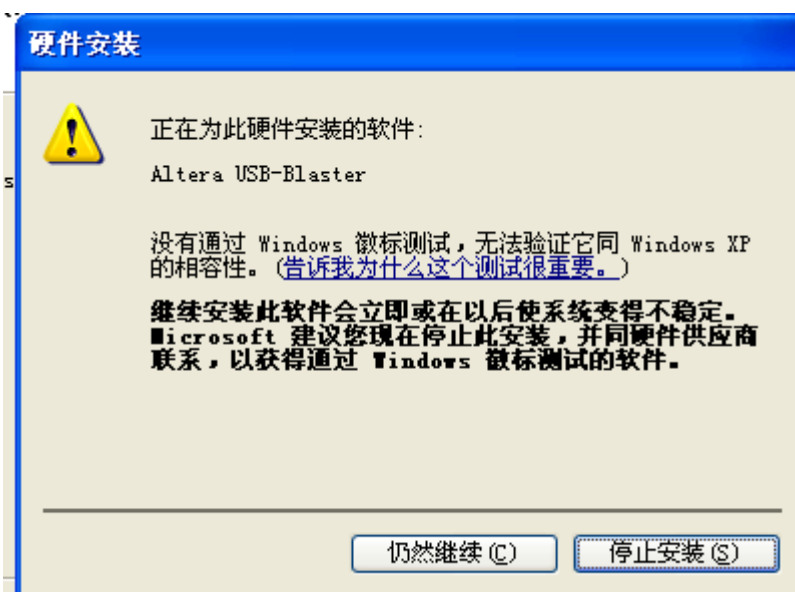 硬件安装
正在为此硬件安装的软件:
Altera USB-Blaster
没有通过 Windows 徽标测试，无法验证它同 Windows XP
的相容性。(告诉我为什么这个测试很重要。)
继续安装此软件会立即或在以后使系统变得不稳定。
Microsoft 建议您现在停止此安装，并同硬件供应商
联系，以获得通过 Windows 徽标测试的软件。
仍然继续(C)
停止安装(S)